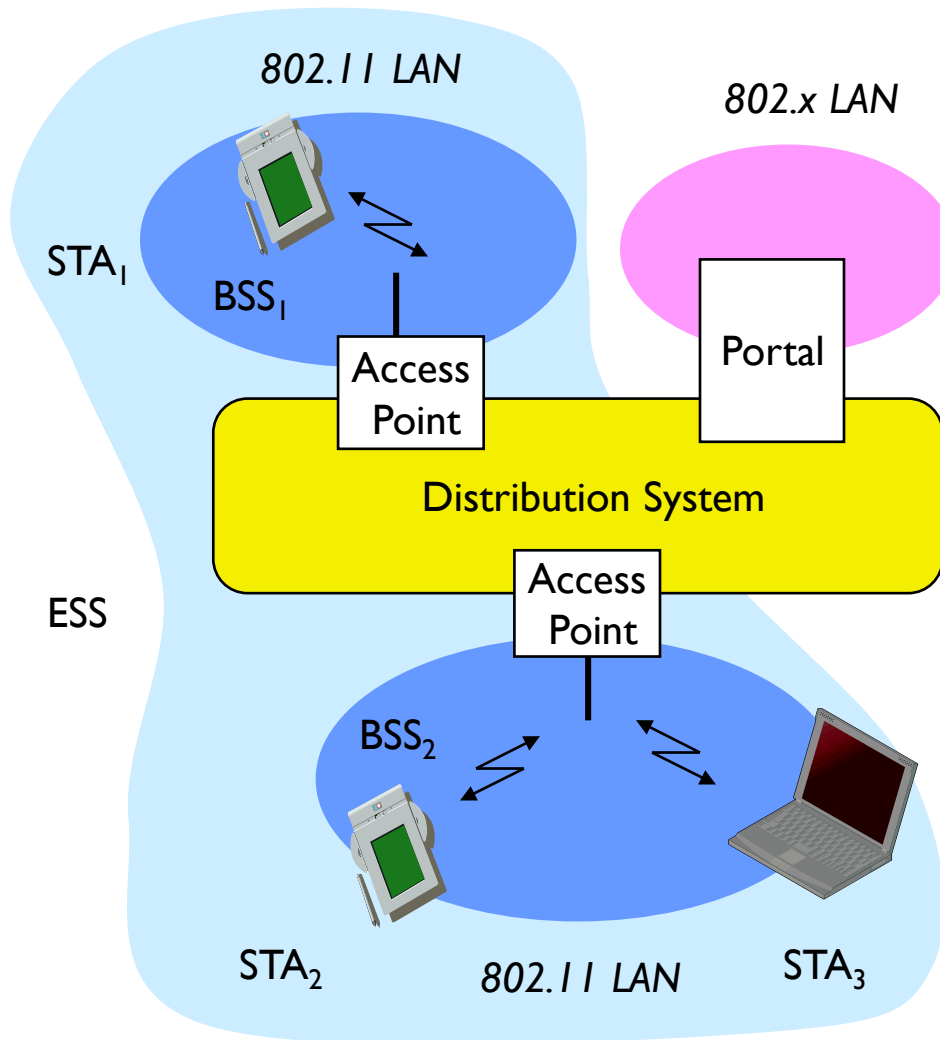 802.11 LAN
802.x LAN
STA₁
BSS₁
Access
Point
Portal
Distribution System
Access
Point
ESS
BSS₂
STA₂
802.11 LAN
STA₃